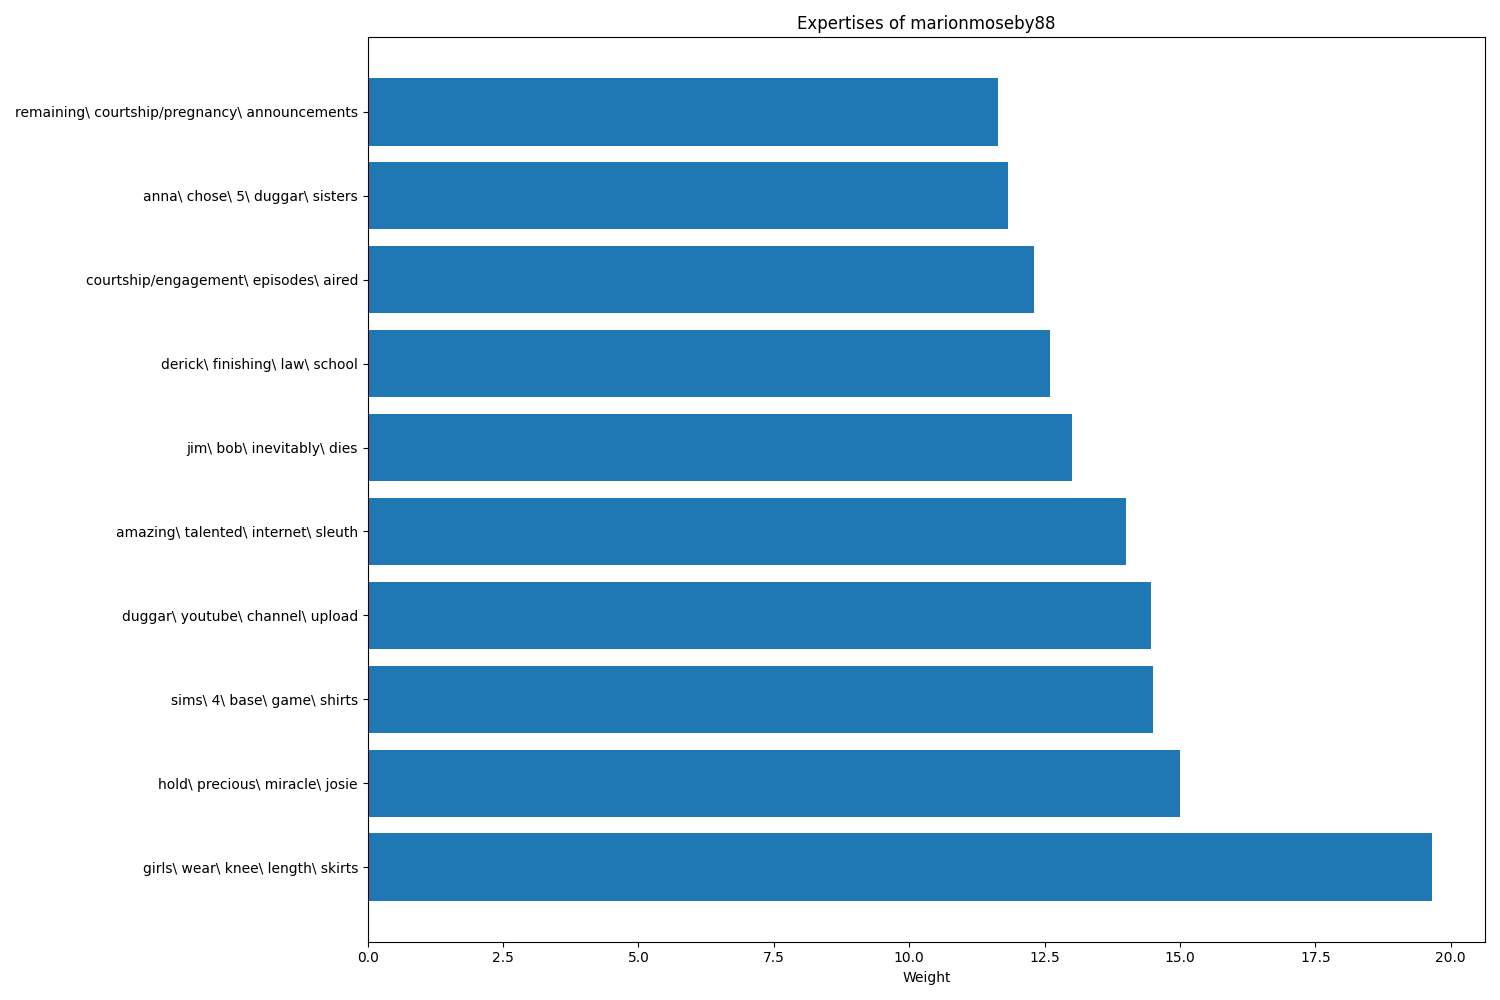 Expertises of marionmoseby88
remaining\ courtship/pregnancy\ announcements
anna\ chose\ 5\ duggar\ sisters
courtship/engagement\ episodes\ aired
derick\ finishing\ law\ school
jim\ bob\ inevitably\ dies
amazing\ talented\ internet\ sleuth
duggar\ youtube\ channel\ upload
sims\ 4\ base\ game\ shirts
hold\ precious\ miracle\ josie
girls\ wear\ knee\ length\ skirts
0.0 2.5 5.0 7.5 10.0 12.5 15.0 17.5 20.0
Weight